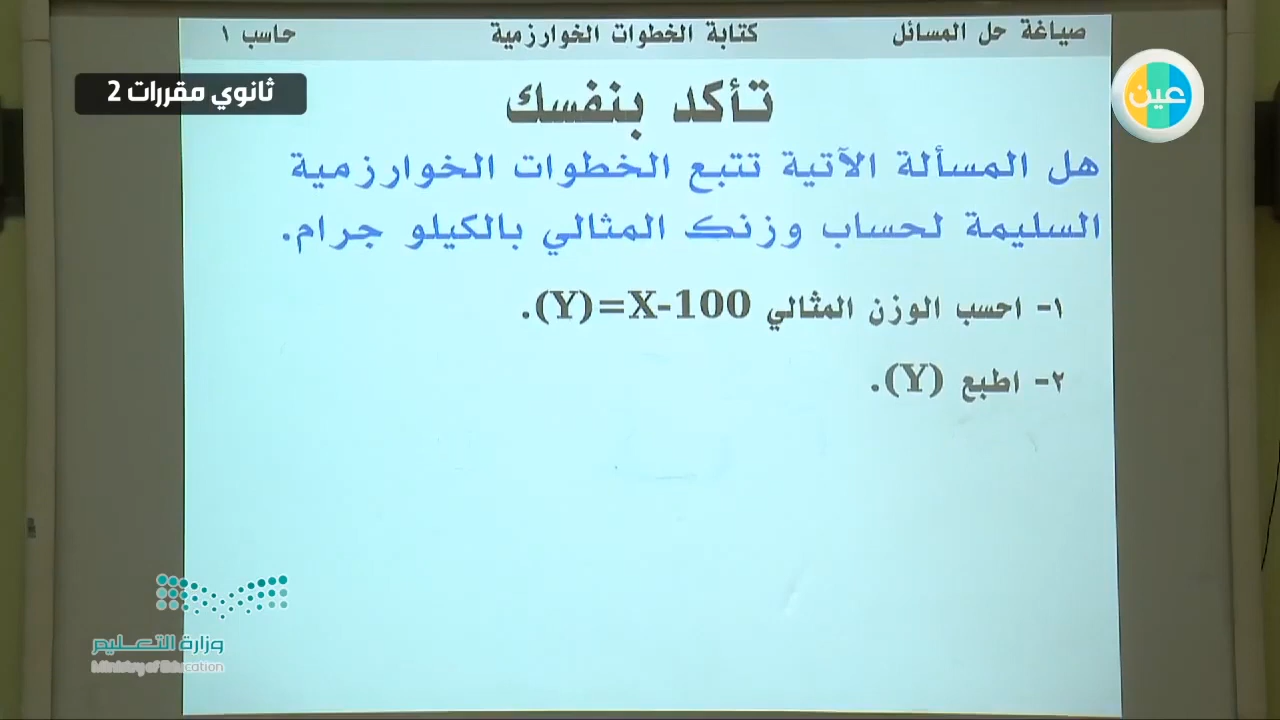 صياغة حل المسائل
كتابة الخطوات الخوارزمية
حاسب ١
ثانوي مقررات 2
عين
تأكد بنفسك
هل المسألة الآتية تتبع الخطوات الخوارزمية
السليمة لحساب وزنك المثالي بالكيلو جرام.
١- احسب الوزن المثالي (Y)=X-100.
٢- اطبع (Y).
وزارة التعليم
Ministry of Education